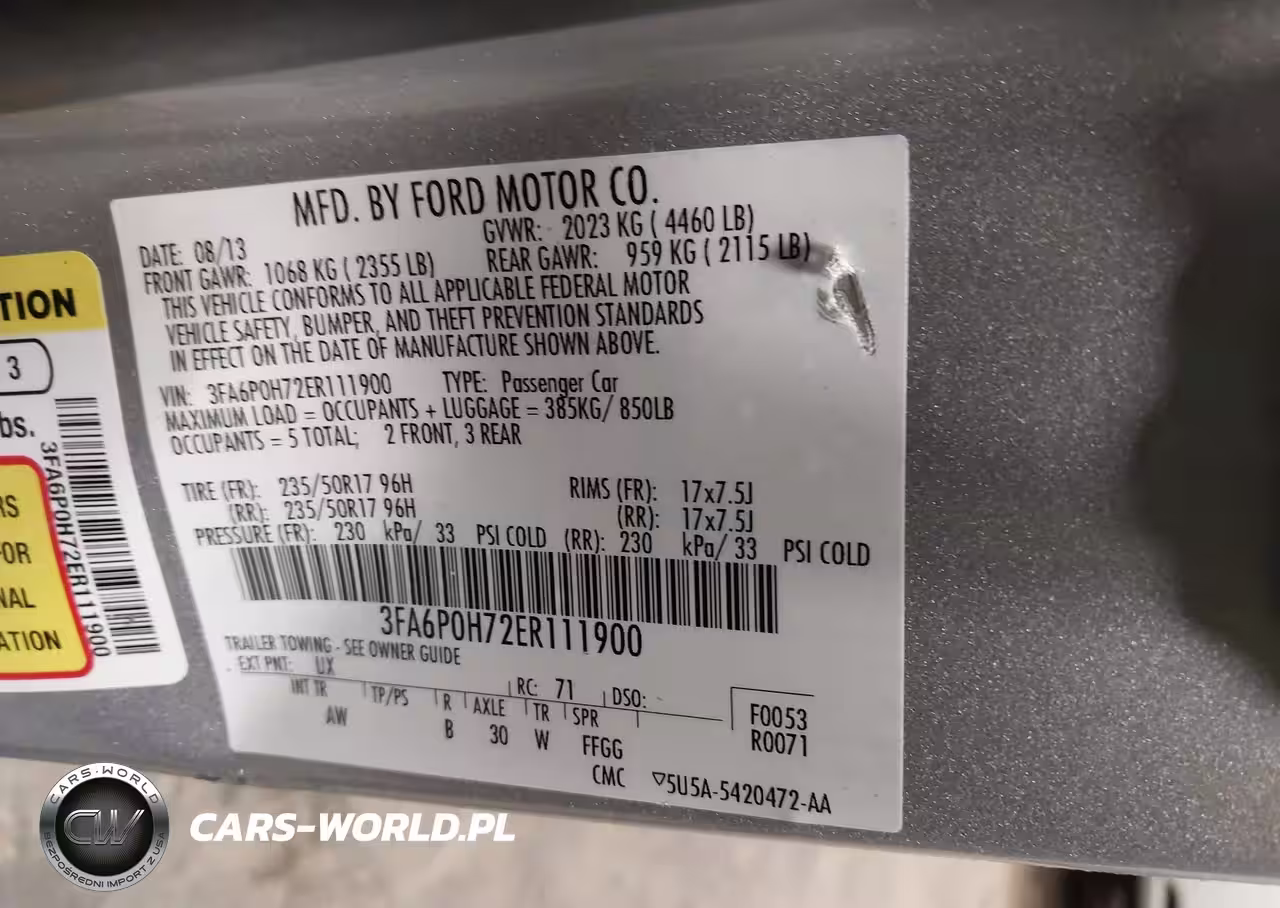 MFD. BY FORD MOTOR CO.
DATE: 08/13 GVWR: 2023 KG ( 4460 LB)
FRONT GAWR: 1068 KG ( 2355 LB) REAR GAWR: 959 KG ( 2115 LB)
THIS VEHICLE CONFORMS TO ALL APPLICABLE FEDERAL MOTOR
VEHICLE SAFETY, BUMPER, AND THEFT PREVENTION STANDARDS
IN EFFECT ON THE DATE OF MANUFACTURE SHOWN ABOVE.
VIN: 3FA6P0H72ER111900 TYPE: Passenger Car
MAXIMUM LOAD = OCCUPANTS + LUGGAGE = 385KG/ 850LB
OCCUPANTS = 5 TOTAL; 2 FRONT, 3 REAR
TIRE (FR): 235/50R17 96H RIMS (FR): 17x7.5J
(RR): 235/50R17 96H (RR): 17x7.5J
PRESSURE (FR): 230 kPa/ 33 PSI COLD (RR): 230 kPa/ 33 PSI COLD
3FA6P0H72ER111900
TRAILER TOWING - SEE OWNER GUIDE
EXT PNT: UX RC: 71 DSO:
INT TR TP/PS R AXLE TR SPR
AW B 30 W FFGG
CMC
F0053
R0071
5U5A-5420472-AA
TION
3
bs.
3FA6P0H72ER111900
RS
FOR
NAL
ATION
CARS-WORLD
CW
BEZPOŚREDNI IMPORT Z USA
CARS-WORLD.PL